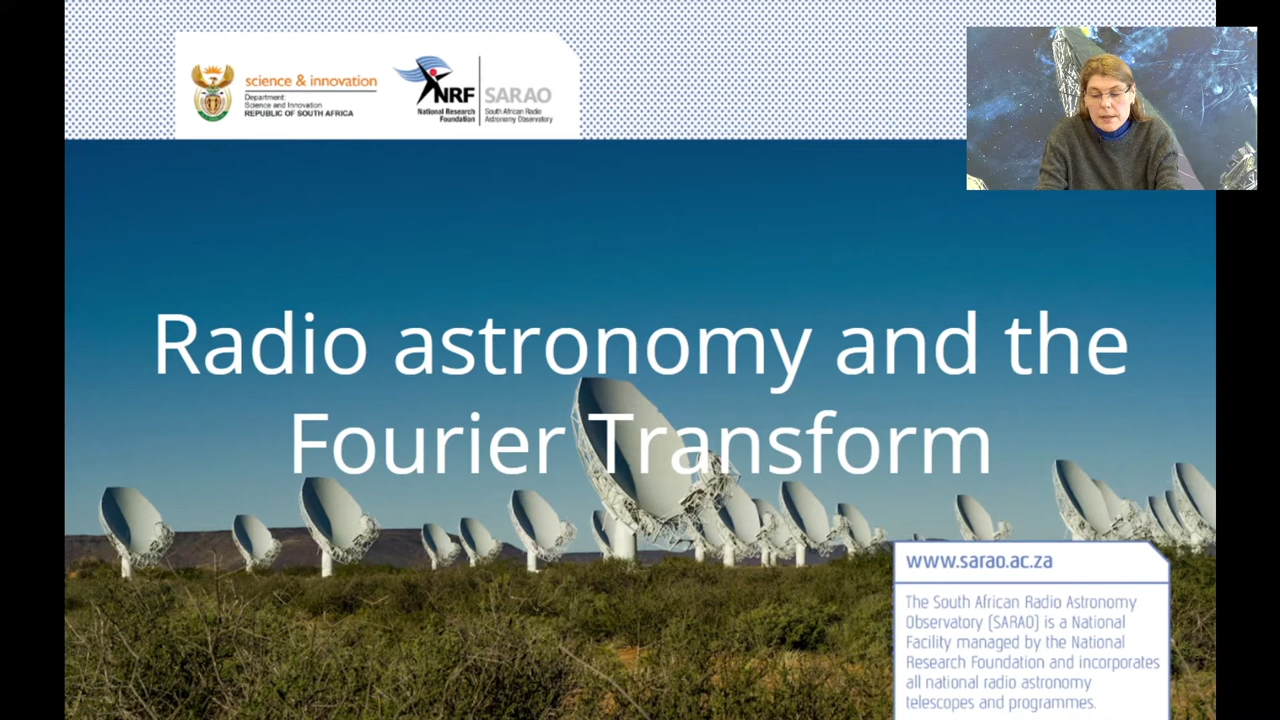 science & innovation
Department:
Science and Innovation
REPUBLIC OF SOUTH AFRICA
NRF
National Research
Foundation
SARAO
South African Radio
Astronomy Observatory
Radio astronomy and the
Fourier Transform
www.sarao.ac.za
The South African Radio Astronomy
Observatory (SARAO) is a National
Facility managed by the National
Research Foundation and incorporates
all national radio astronomy
telescopes and programmes.